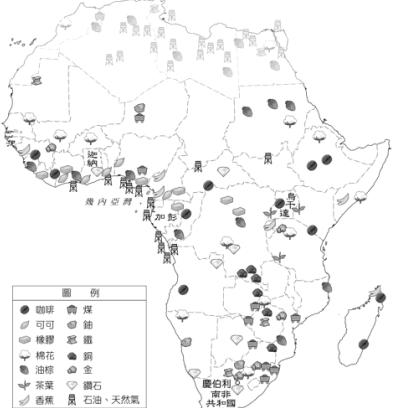 迦納
幾內亞灣
加彭
烏干達
慶伯利
南非
共和國
圖 例
咖啡 煤
可可 鈾
橡膠 鐵
棉花 銅
油棕 金
茶葉 鑽石
香蕉 石油、天然氣